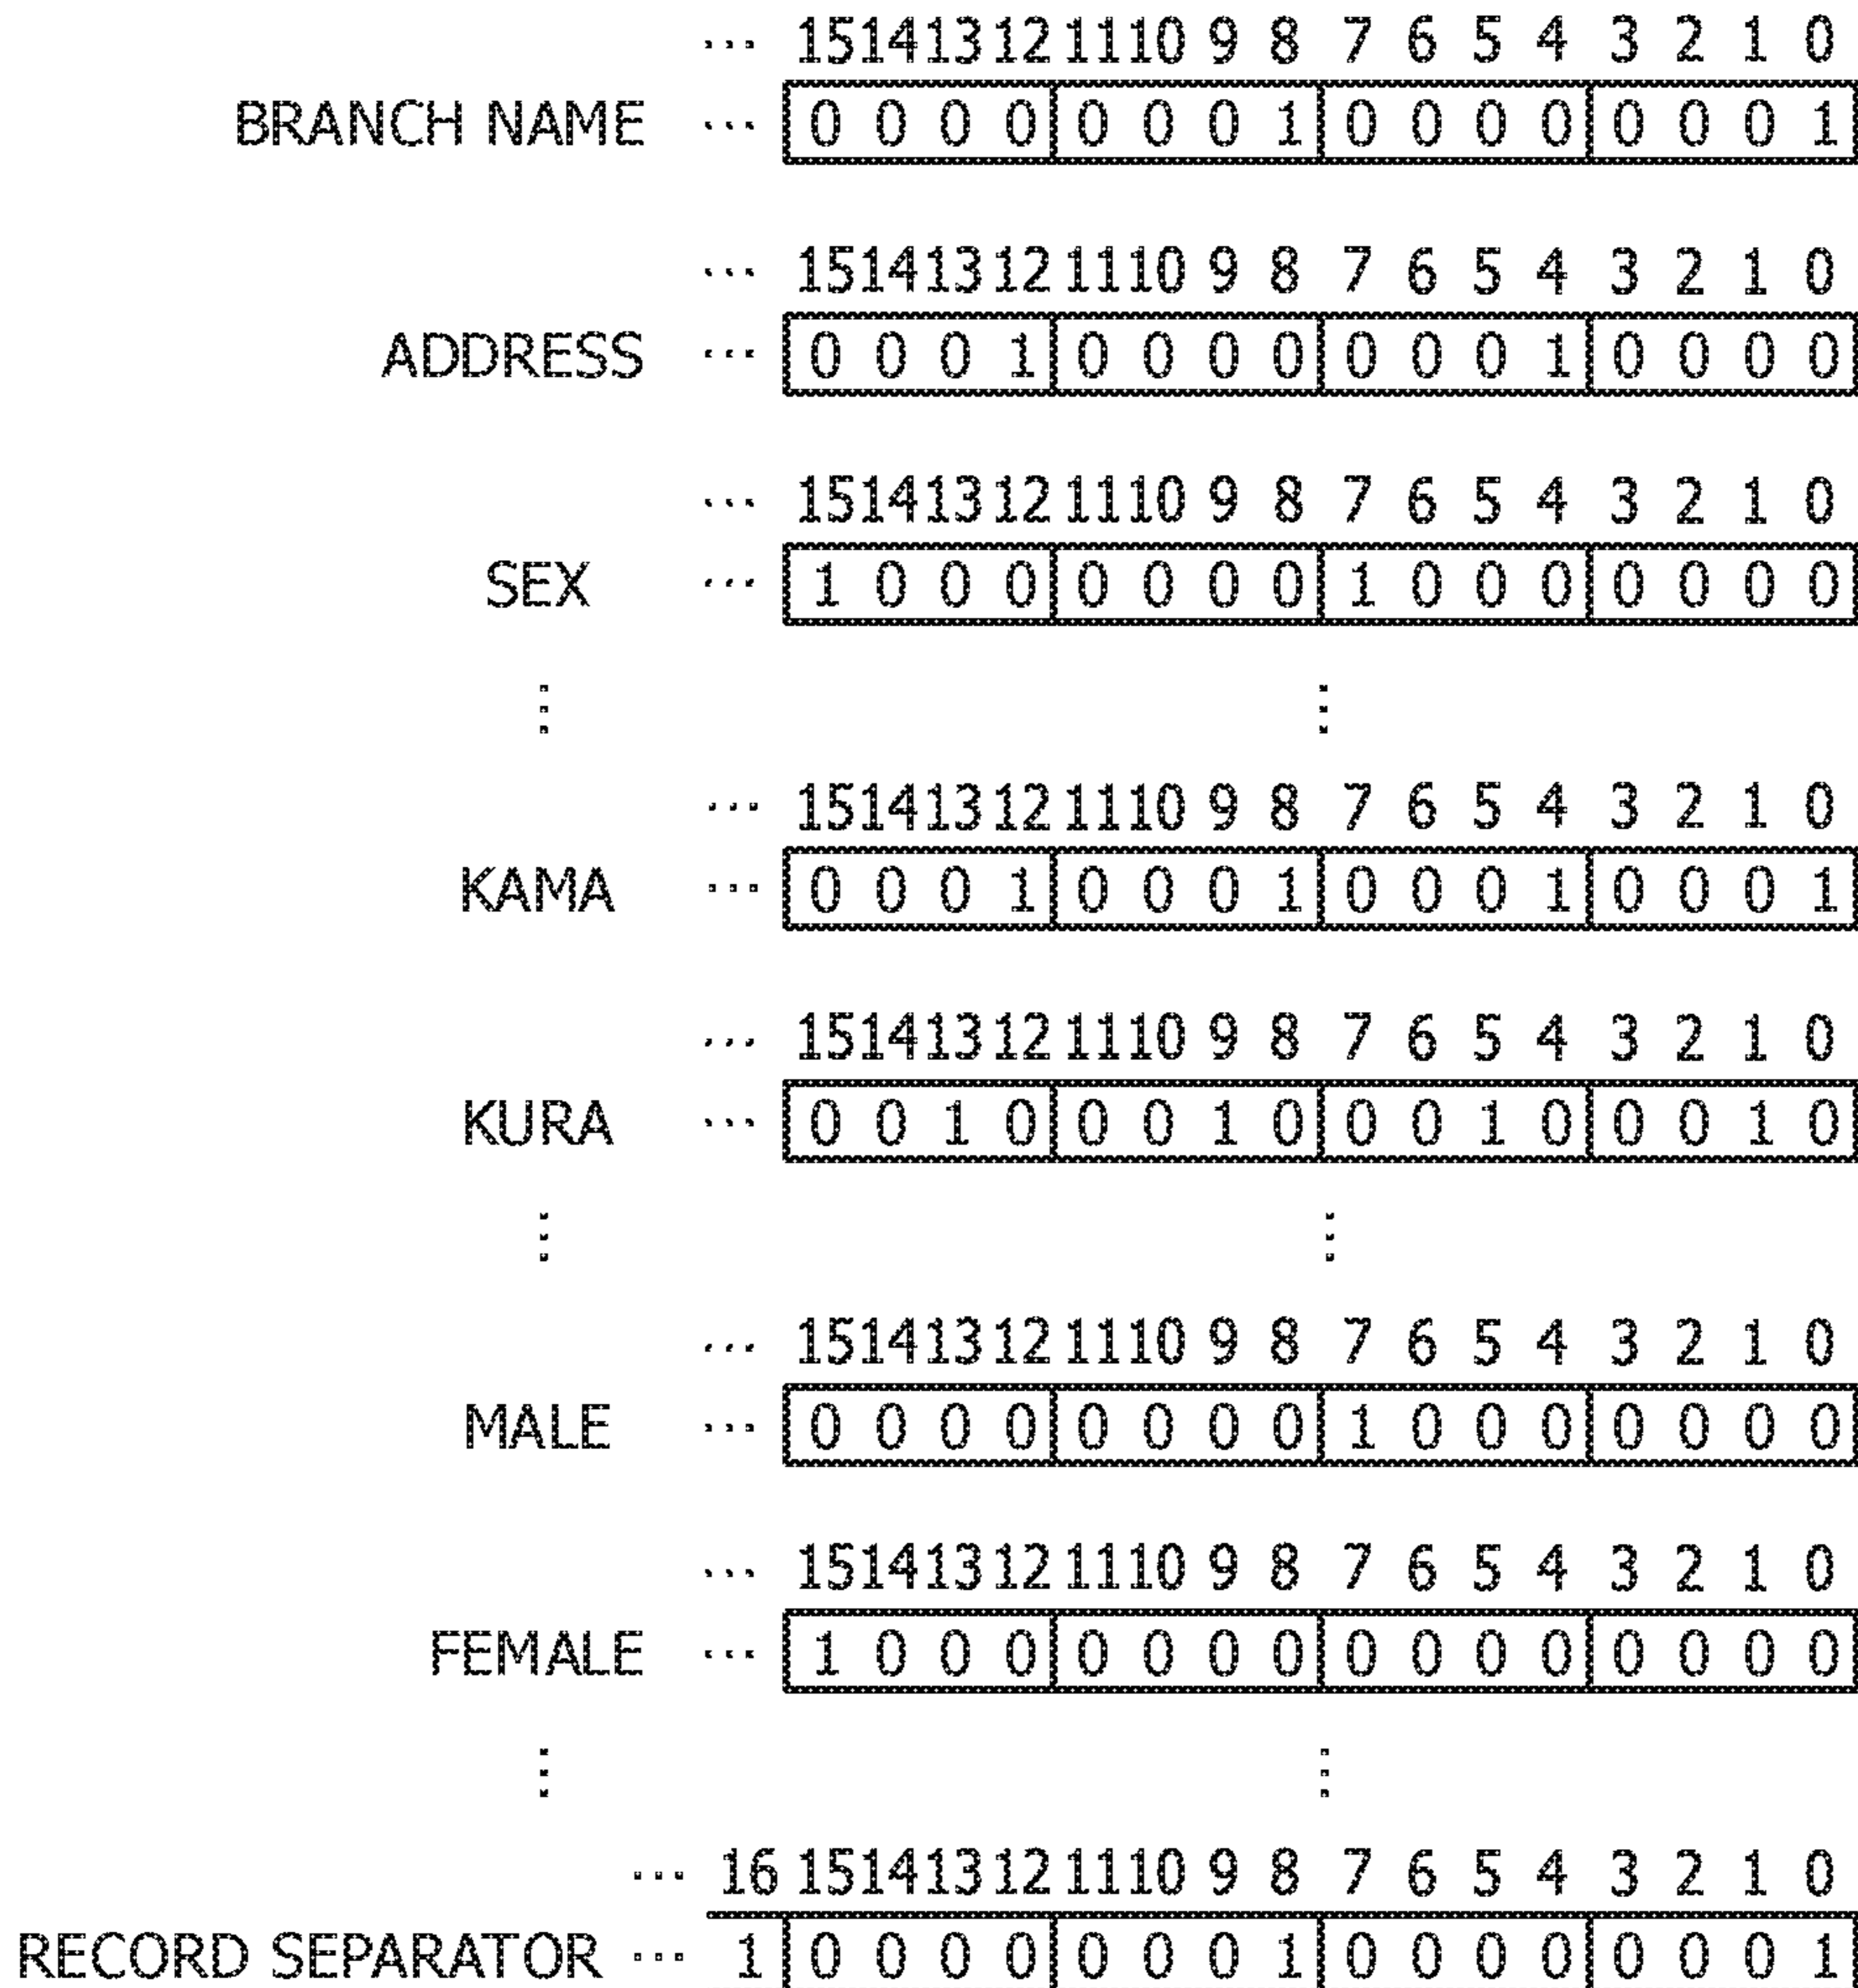 ... 15 14 13 12 11 10 9 8 7 6 5 4 3 2 1 0
BRANCH NAME ... 0 0 0 0 0 0 0 1 0 0 0 0 0 0 0 1
... 15 14 13 12 11 10 9 8 7 6 5 4 3 2 1 0
ADDRESS ... 0 0 0 1 0 0 0 0 0 0 0 1 0 0 0 0
... 15 14 13 12 11 10 9 8 7 6 5 4 3 2 1 0
SEX ... 1 0 0 0 0 0 0 0 1 0 0 0 0 0 0 0
... 15 14 13 12 11 10 9 8 7 6 5 4 3 2 1 0
KAMA ... 0 0 0 1 0 0 0 1 0 0 0 1 0 0 0 1
... 15 14 13 12 11 10 9 8 7 6 5 4 3 2 1 0
KURA ... 0 0 1 0 0 0 1 0 0 0 1 0 0 0 1 0
... 15 14 13 12 11 10 9 8 7 6 5 4 3 2 1 0
MALE ... 0 0 0 0 0 0 0 0 1 0 0 0 0 0 0 0
... 15 14 13 12 11 10 9 8 7 6 5 4 3 2 1 0
FEMALE ... 1 0 0 0 0 0 0 0 0 0 0 0 0 0 0 0
... 16 15 14 13 12 11 10 9 8 7 6 5 4 3 2 1 0
RECORD SEPARATOR ... 1 0 0 0 0 0 0 0 1 0 0 0 0 0 0 0 1